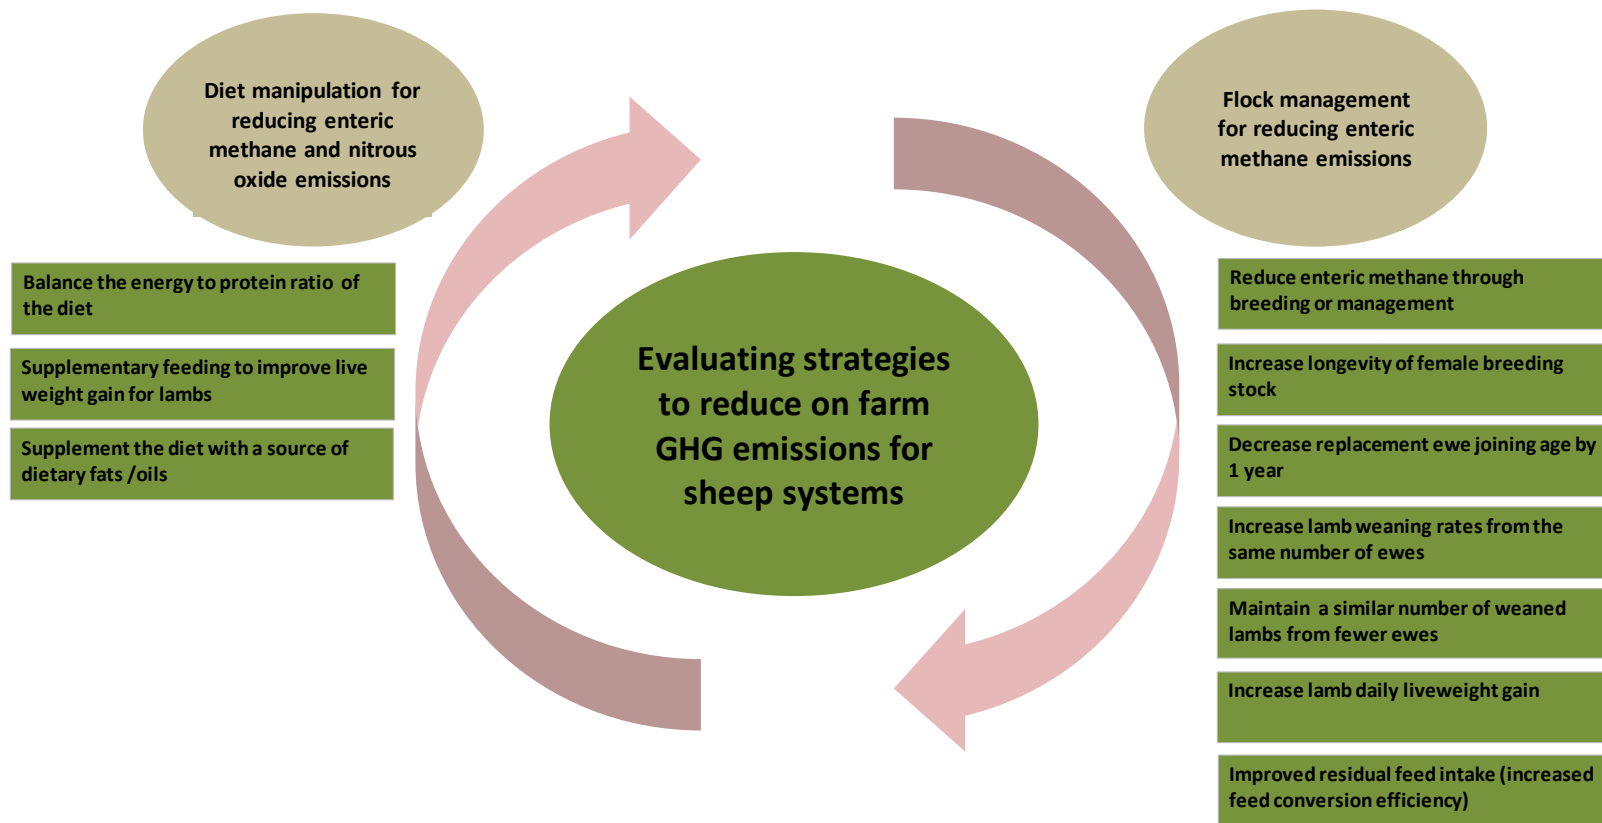 Diet manipulation for
reducing enteric
methane and nitrous
oxide emissions
Balance the energy to protein ratio of
the diet
Supplementary feeding to improve live
weight gain for lambs
Supplement the diet with a source of
dietary fats /oils
Evaluating strategies
to reduce on farm
GHG emissions for
sheep systems
Flock management
for reducing enteric
methane emissions
Reduce enteric methane through
breeding or management
Increase longevity of female breeding
stock
Decrease replacement ewe joining age by
1 year
Increase lamb weaning rates from the
same number of ewes
Maintain a similar number of weaned
lambs from fewer ewes
Increase lamb daily liveweight gain
Improved residual feed intake (increased
feed conversion efficiency)